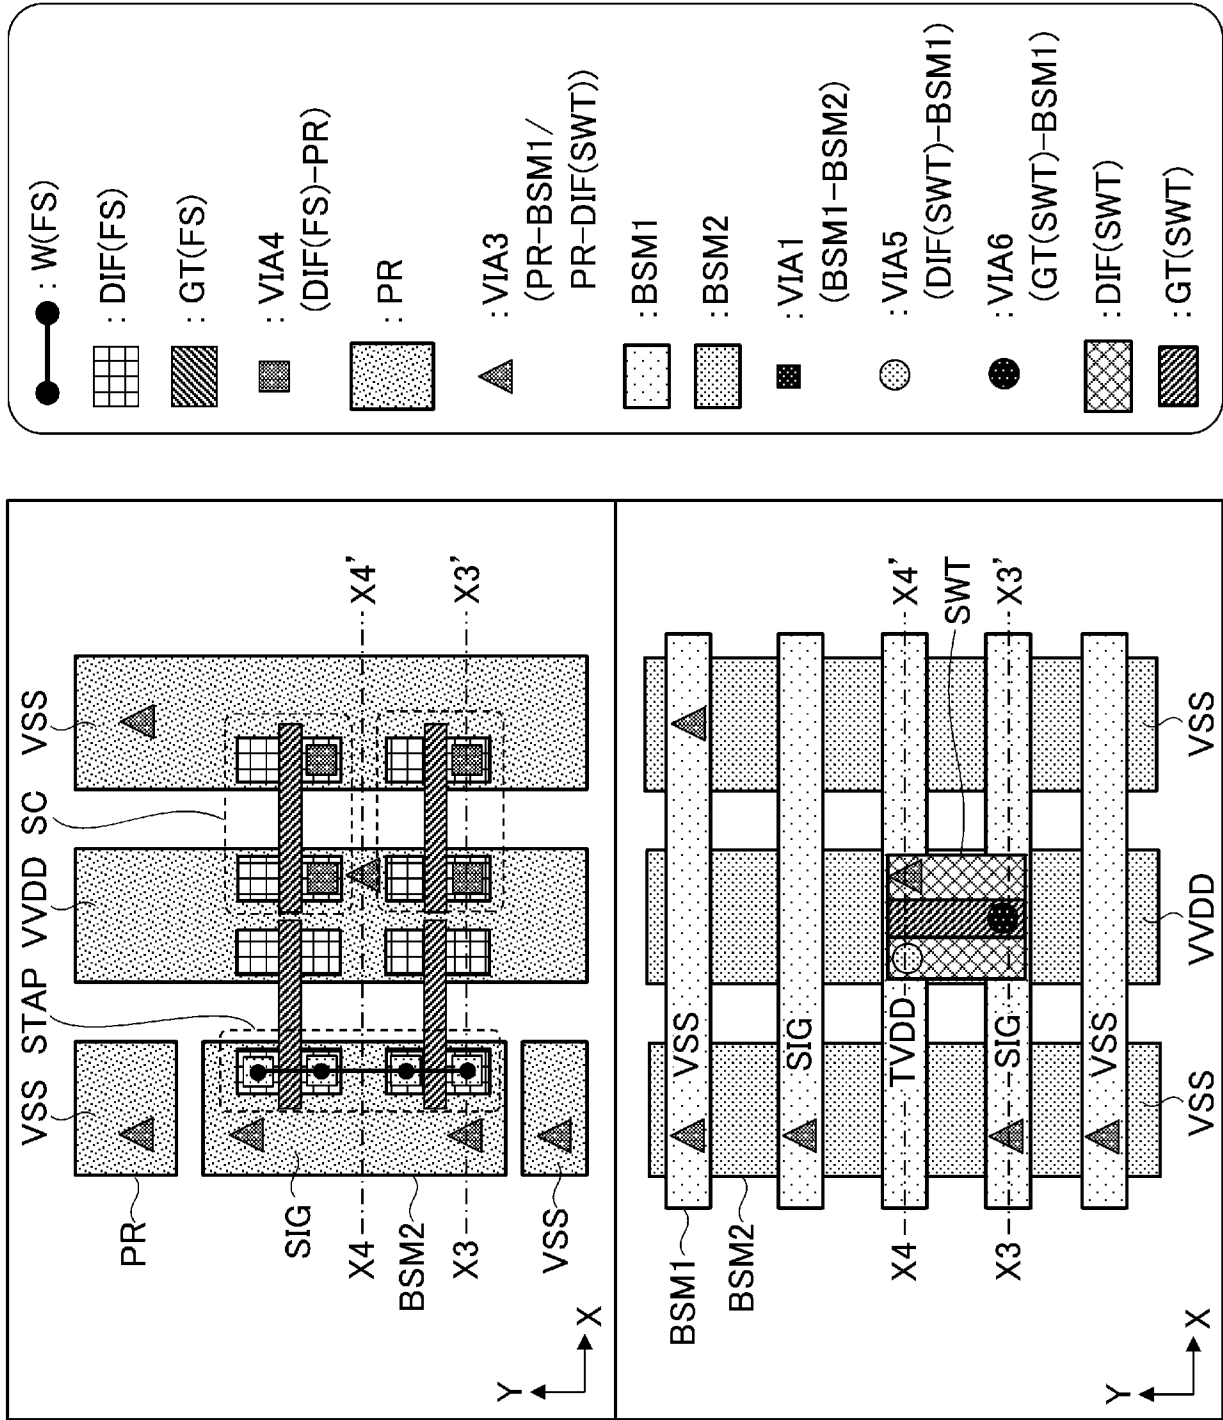 VSS STAP VVDD SC VSS
PR
SIG
X4 X4'
BSM2
X3 X3'
VSS
Y
X
BSM1 VSS
BSM2
SIG
X4 TVDD X4'
SWT
X3 SIG X3'
VSS
VSS VVDD VSS
Y
X
: W(FS)
: DIF(FS)
: GT(FS)
: VIA4
(DIF(FS)-PR)
: PR
: VIA3
(PR-BSM1/
PR-DIF(SWT))
: BSM1
: BSM2
: VIA1
(BSM1-BSM2)
: VIA5
(DIF(SWT)-BSM1)
: VIA6
(GT(SWT)-BSM1)
: DIF(SWT)
: GT(SWT)